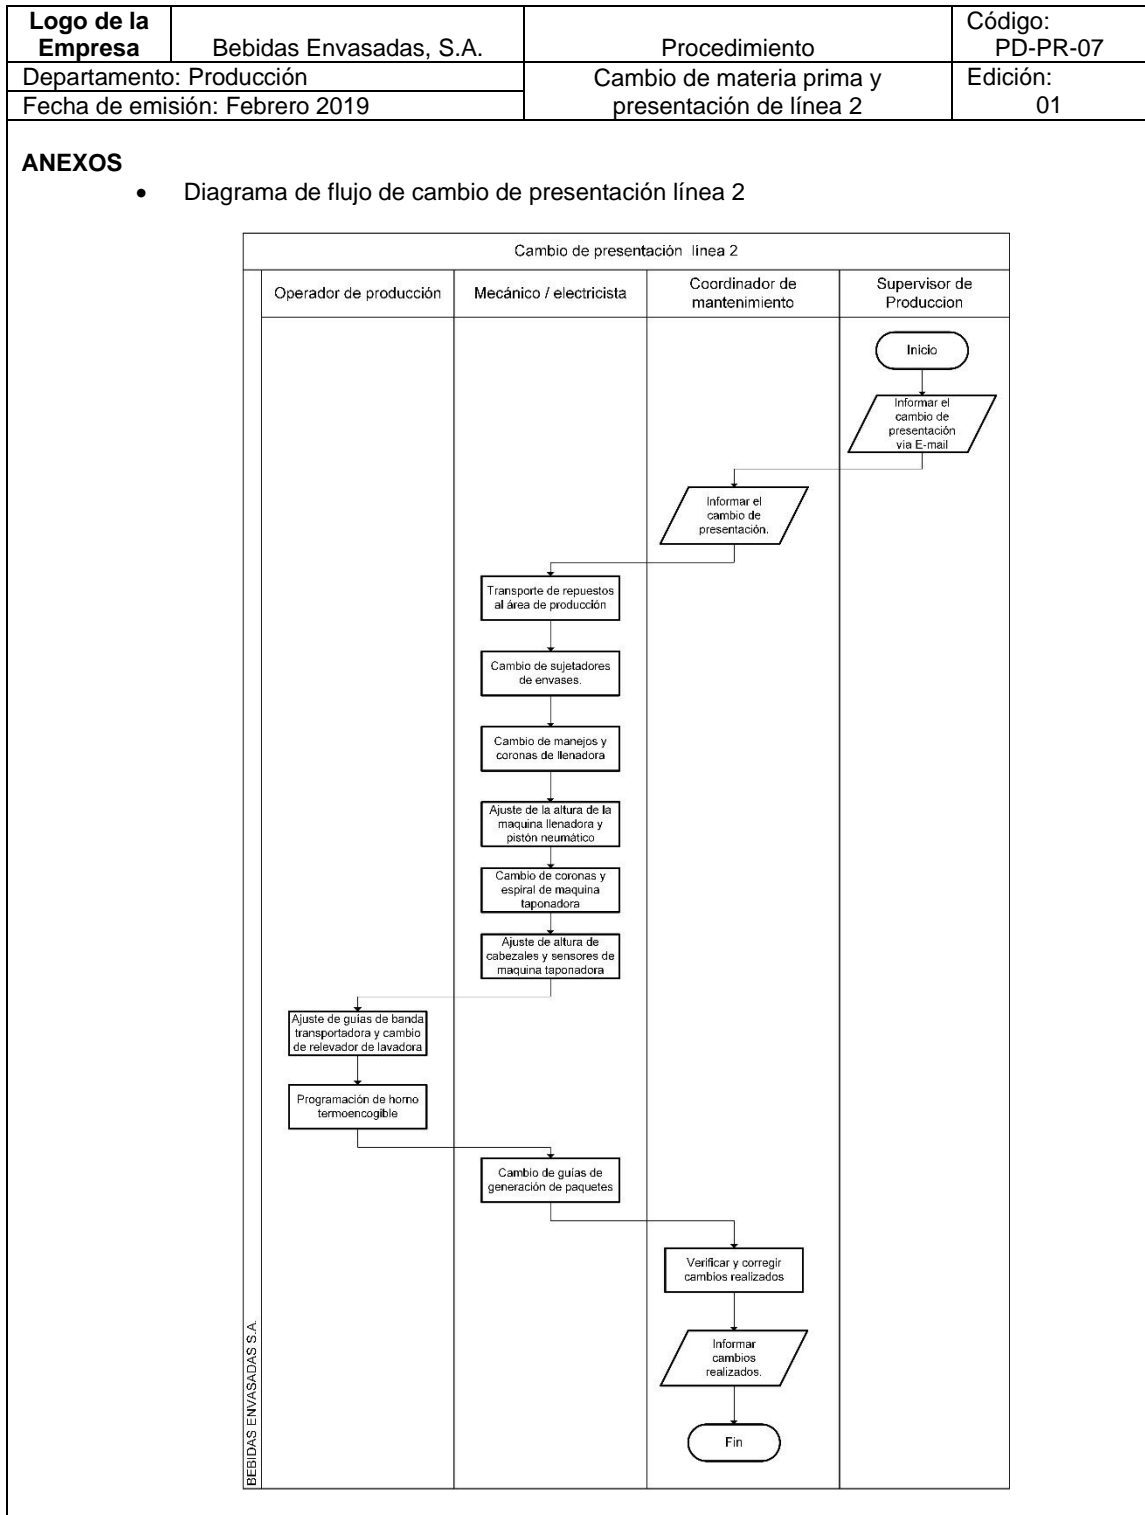 Logo de la
Empresa
Bebidas Envasadas, S.A.
Procedimiento
Código:
PD-PR-07
Departamento: Producción
Cambio de materia prima y
presentación de línea 2
Edición:
01
Fecha de emisión: Febrero 2019
ANEXOS
• Diagrama de flujo de cambio de presentación línea 2
Cambio de presentación línea 2
Operador de producción
Mecánico / electricista
Coordinador de
mantenimiento
Supervisor de
Produccion
Inicio
Informar el
cambio de
presentación
via E-mail
Informar el
cambio de
presentación.
Transporte de repuestos
al área de producción
Cambio de sujetadores
de envases.
Cambio de manejos y
coronas de llenadora
Ajuste de la altura de la
maquina llenadora y
pistón neumático
Cambio de coronas y
espiral de maquina
taponadora
Ajuste de altura de
cabezales y sensores de
maquina taponadora
Ajuste de guías de banda
transportadora y cambio
de relevador de lavadora
Programación de horno
termoencogible
Cambio de guías de
generación de paquetes
Verificar y corregir
cambios realizados
Informar
cambios
realizados.
Fin
BEBIDAS ENVASADAS S.A.